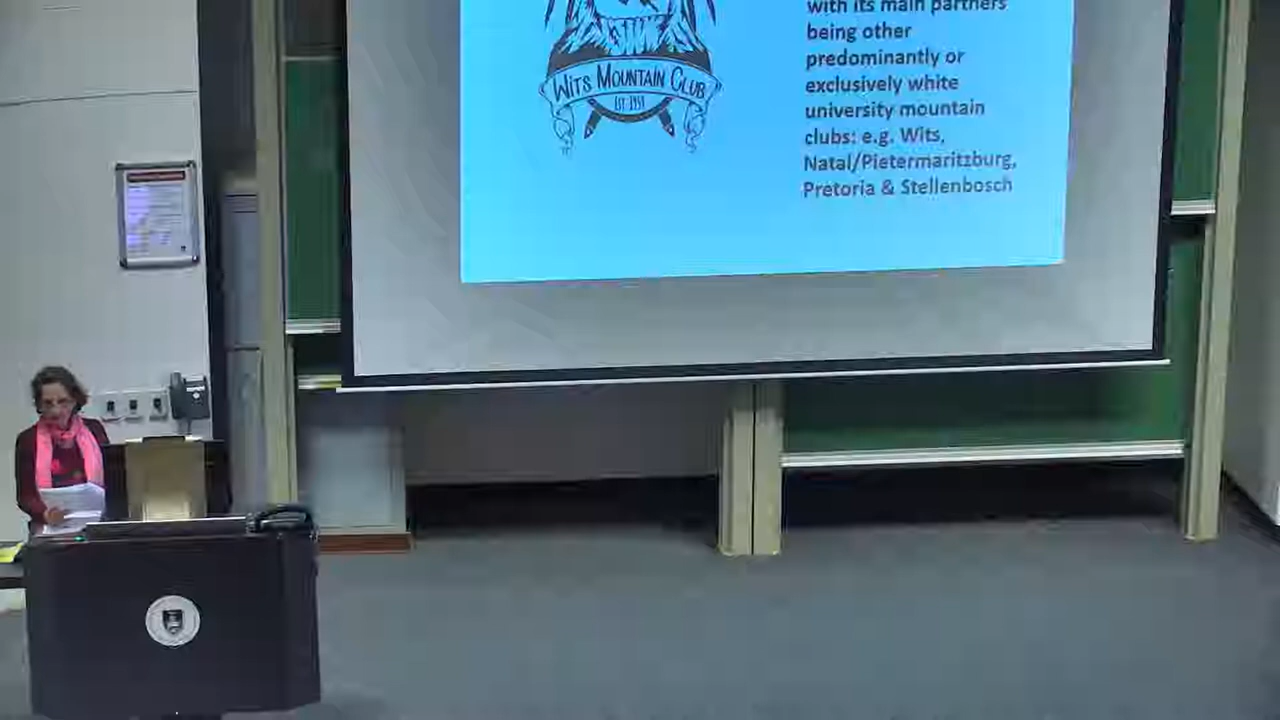 WITS MOUNTAIN CLUB
with its main partners
being other
predominantly or
exclusively white
university mountain
clubs: e.g. Wits,
Natal/Pietermaritzburg,
Pretoria & Stellenbosch